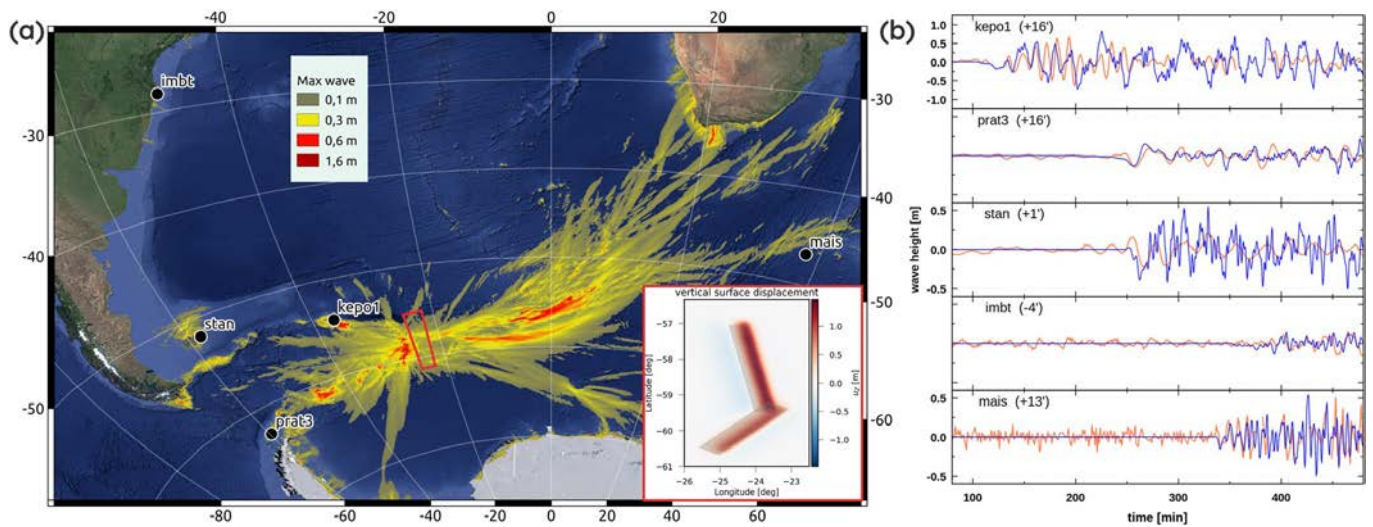 (a)
-40
-20
0
20
imbt
Max wave
0,1 m
0,3 m
0,6 m
1,6 m
-30
-40
-50
-30
-40
-50
-60
mais
kepo1
stan
prat3
vertical surface displacement
-57
-58
-59
-60
-61
Latitude [deg]
-26
-25
-24
-23
Longitude [deg]
1.0
0.5
0.0
-0.5
-1.0
uz [m]
-80
-60
-40
-20
0
20
40
60
(b)
kepo1 (+16')
1.0
0.5
0.0
-0.5
-1.0
prat3 (+16')
stan (+1')
0.5
0.0
-0.5
wave height [m]
imbt (-4')
mais (+13')
0.5
0.0
-0.5
100
200
300
400
time [min]